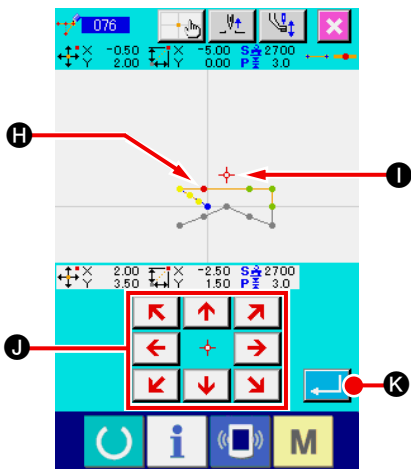 076
X -0.50 X -5.00 S 2700
Y 2.00 Y 0.00 P 3.0
H
I
X 2.00 X -2.50 S 2700
Y 3.50 Y 1.50 P 3.0
J
K
i M